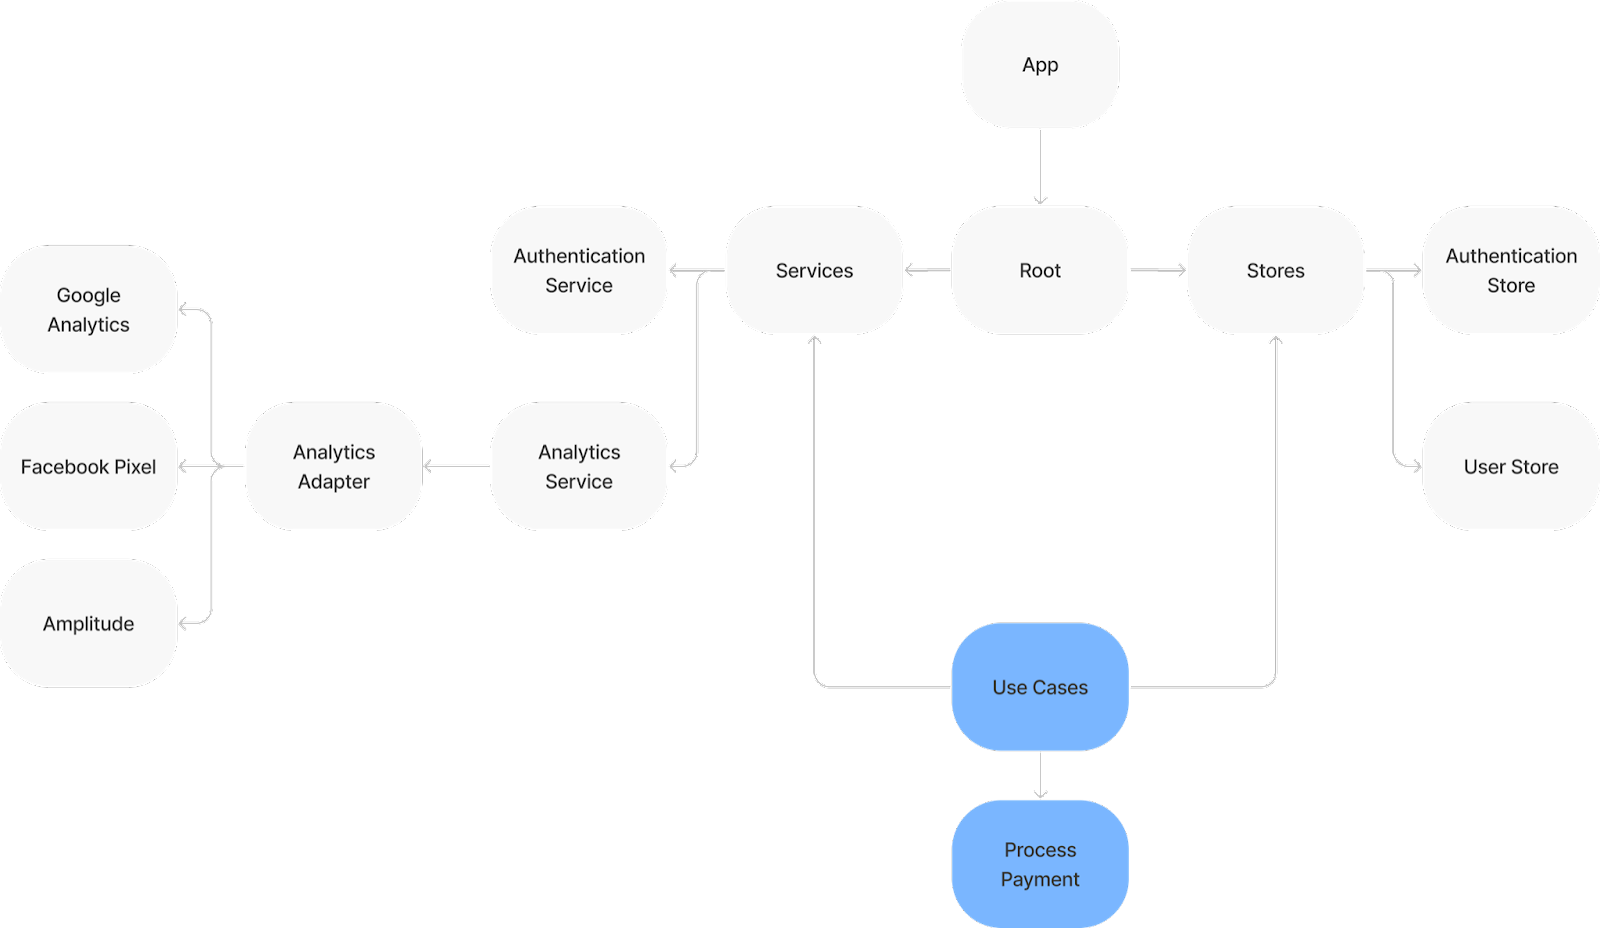 App
Authentication
Service
Services
Root
Stores
Authentication
Store
Google
Analytics
Facebook Pixel
Analytics
Adapter
Analytics
Service
User Store
Amplitude
Use Cases
Process
Payment